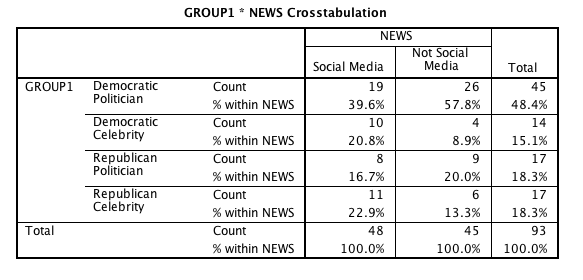 GROUP1 * NEWS Crosstabulation
NEWS
Social Media Not Social Media Total
GROUP1 Democratic Politician Count 19 26 45
% within NEWS 39.6% 57.8% 48.4%
Democratic Celebrity Count 10 4 14
% within NEWS 20.8% 8.9% 15.1%
Republican Politician Count 8 9 17
% within NEWS 16.7% 20.0% 18.3%
Republican Celebrity Count 11 6 17
% within NEWS 22.9% 13.3% 18.3%
Total Count 48 45 93
% within NEWS 100.0% 100.0% 100.0%